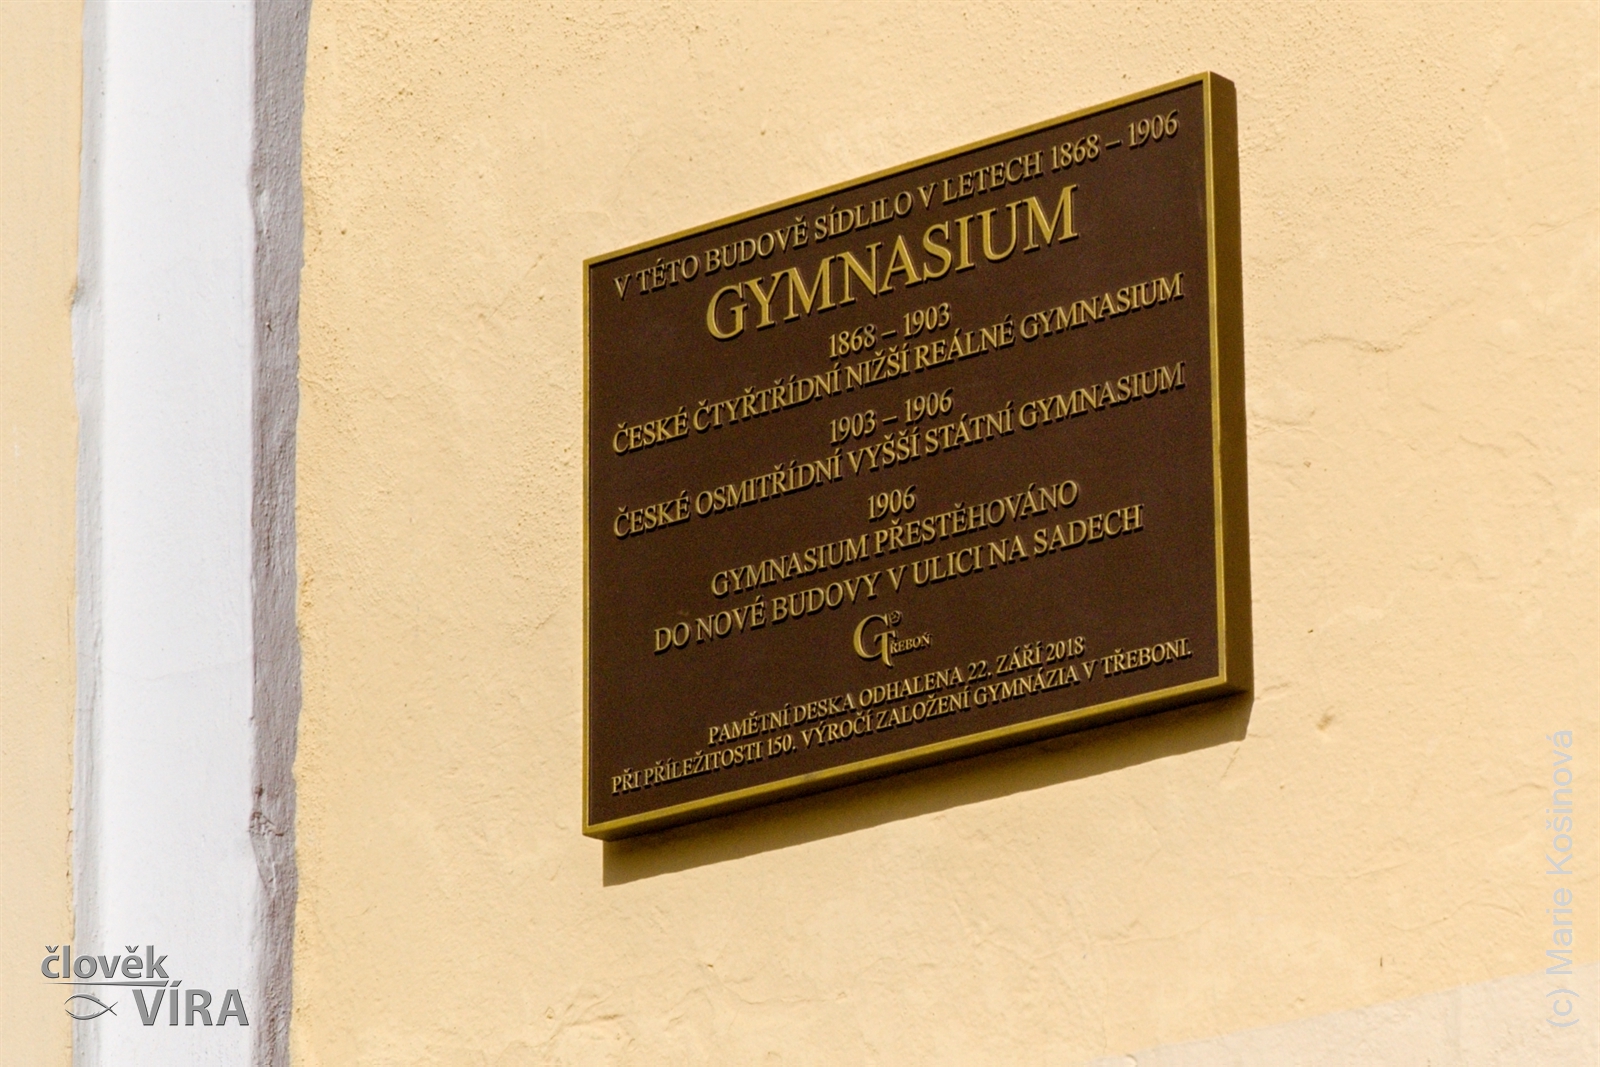 V TÉTO BUDOVĚ SÍDLILO V LETECH 1868 – 1906
GYMNASIUM
1868 – 1903
ČESKÉ ČTYŘTŘÍDNÍ NIŽŠÍ REÁLNÉ GYMNASIUM
1903 – 1906
ČESKÉ OSMITŘÍDNÍ VYŠŠÍ STÁTNÍ GYMNASIUM
1906
GYMNASIUM PŘESTĚHOVÁNO
DO NOVÉ BUDOVY V ULICI NA SADECH
GTŘEBOŇ
PAMĚTNÍ DESKA ODHALENA 22. ZÁŘÍ 2018
PŘI PŘÍLEŽITOSTI 150. VÝROČÍ ZALOŽENÍ GYMNÁZIA V TŘEBONI.
člověk
VÍRA
(c) Marie Košinová